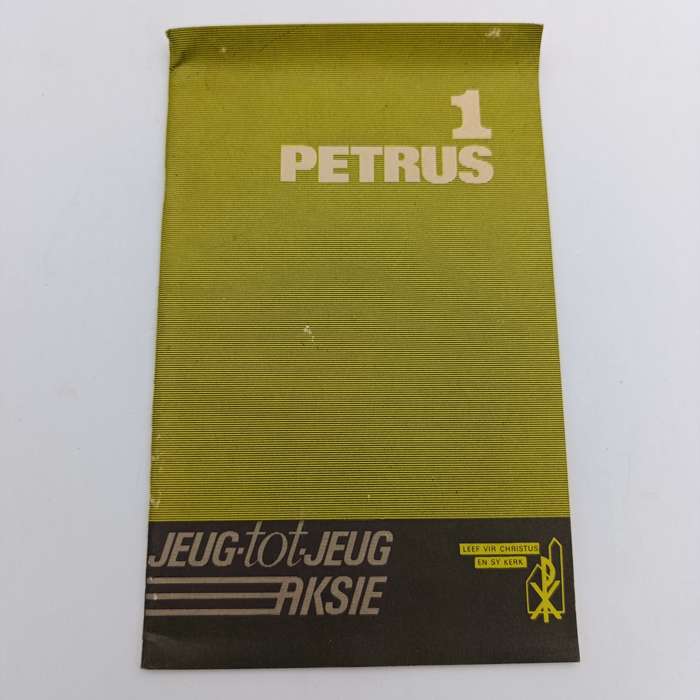 1
PETRUS
JEUG-tot-JEUG
AKSIE
LEEF VIR CHRISTUS
EN SY KERK